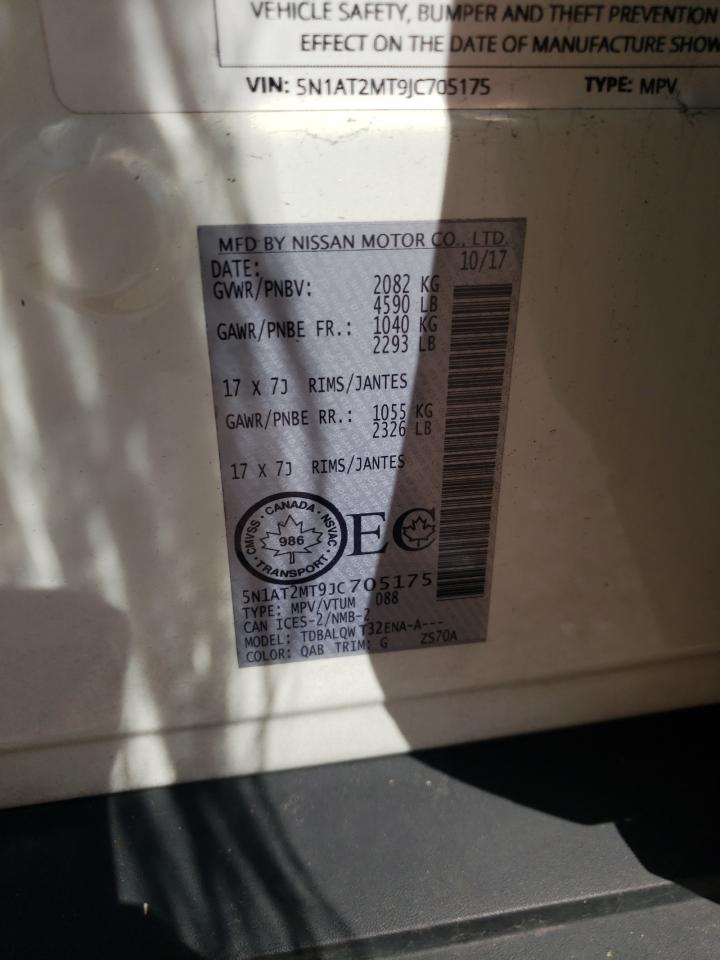 VEHICLE SAFETY, BUMPER AND THEFT PREVENTION
EFFECT ON THE DATE OF MANUFACTURE SHOW
VIN: 5N1AT2MT9JC705175 TYPE: MPV
MFD BY NISSAN MOTOR CO., LTD.
DATE: 10/17
GVWR/PNBV: 2082 KG
4590 LB
GAWR/PNBE FR.: 1040 KG
2293 LB
17 X 7J RIMS/JANTES
GAWR/PNBE RR.: 1055 KG
2326 LB
17 X 7J RIMS/JANTES
CMVSS · CANADA · NSVAC
986
· TRANSPORT ·
EC
5N1AT2MT9JC705175
TYPE: MPV/VTUM 088
CAN ICES-2/NMB-2
MODEL: TDBALQW T32ENA-A---
COLOR: QAB TRIM: G ZS70A